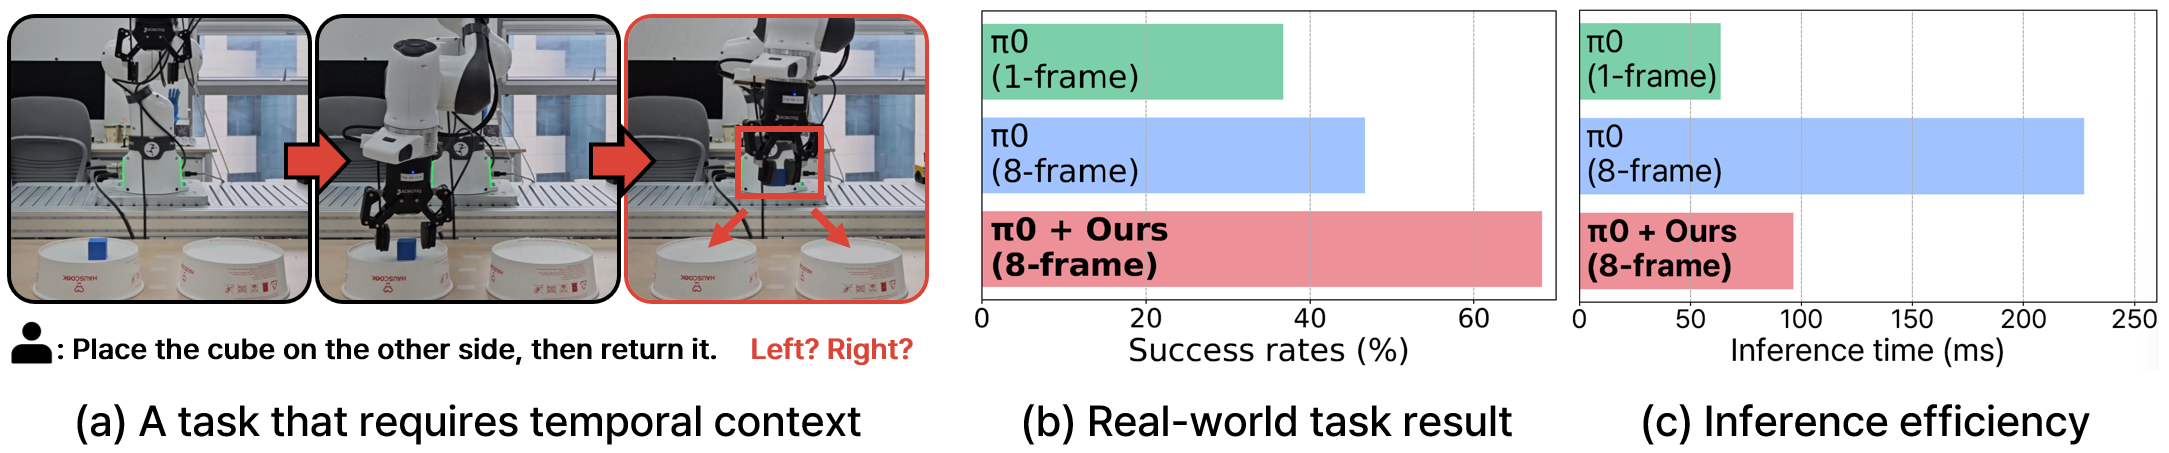 HAUSCOOK
HAUSCOOK
: Place the cube on the other side, then return it. Left? Right?
(a) A task that requires temporal context
π0
(1-frame)
π0
(8-frame)
π0 + Ours
(8-frame)
0 20 40 60
Success rates (%)
(b) Real-world task result
π0
(1-frame)
π0
(8-frame)
π0 + Ours
(8-frame)
0 50 100 150 200 250
Inference time (ms)
(c) Inference efficiency